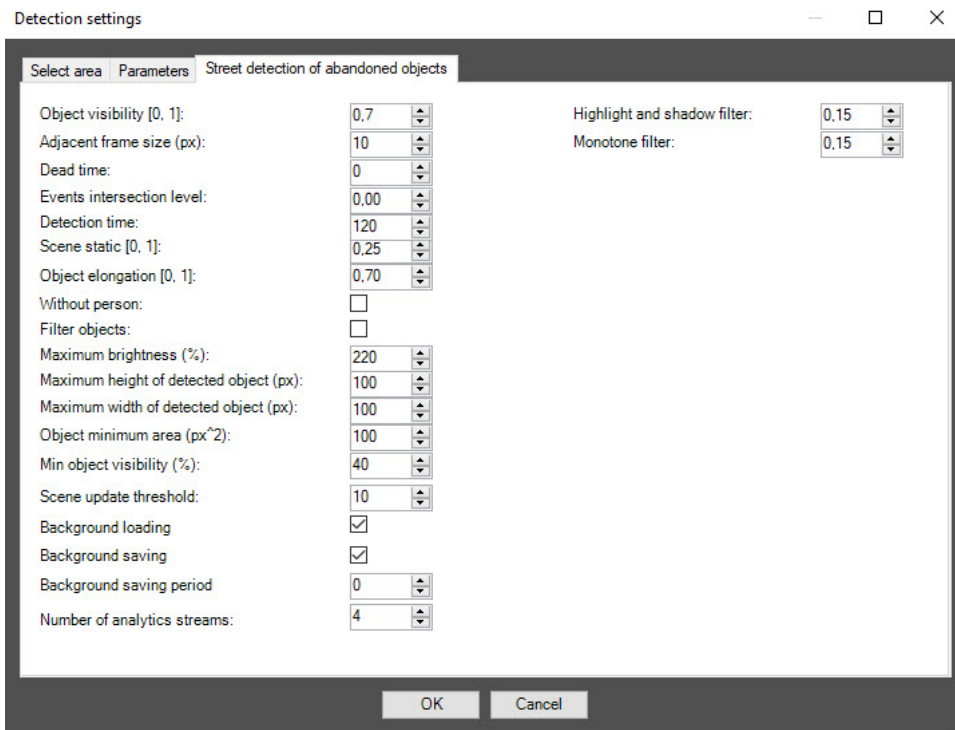 Detection settings
Select area Parameters Street detection of abandoned objects
Object visibility [0, 1]: 0,7
Adjacent frame size (px): 10
Dead time: 0
Events intersection level: 0,00
Detection time: 120
Scene static [0, 1]: 0,25
Object elongation [0, 1]: 0,70
Without person:
Filter objects:
Maximum brightness (%): 220
Maximum height of detected object (px): 100
Maximum width of detected object (px): 100
Object minimum area (px^2): 100
Min object visibility (%): 40
Scene update threshold: 10
Background loading
Background saving
Background saving period 0
Number of analytics streams: 4
Highlight and shadow filter: 0,15
Monotone filter: 0,15
OK Cancel